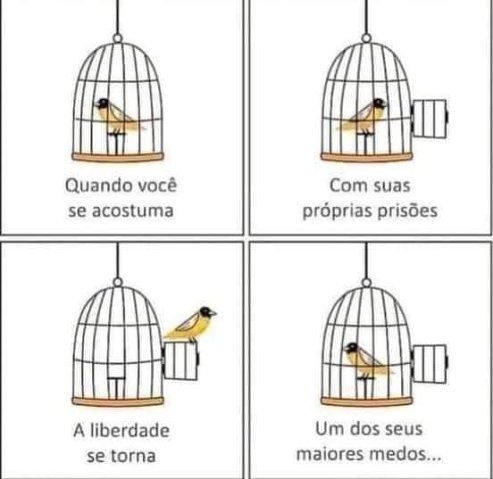 Quando você
se acostuma
Com suas
próprias prisões
A liberdade
se torna
Um dos seus
maiores medos...